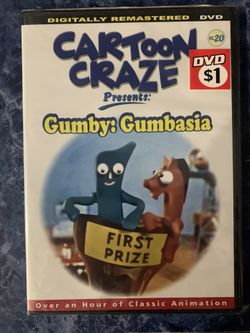 DIGITALLY REMASTERED DVD
CARTOON
CRAZE
20
DVD
$1
Presents:
Gumby: Gumbasia
FIRST
PRIZE
Over an Hour of Classic Animation